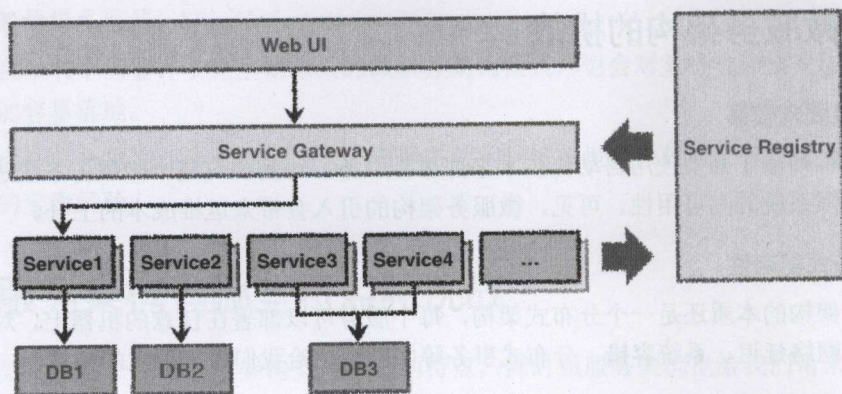 Web UI
Service Gateway
Service Registry
Service1
Service2
Service3
Service4
...
DB1
DB2
DB3